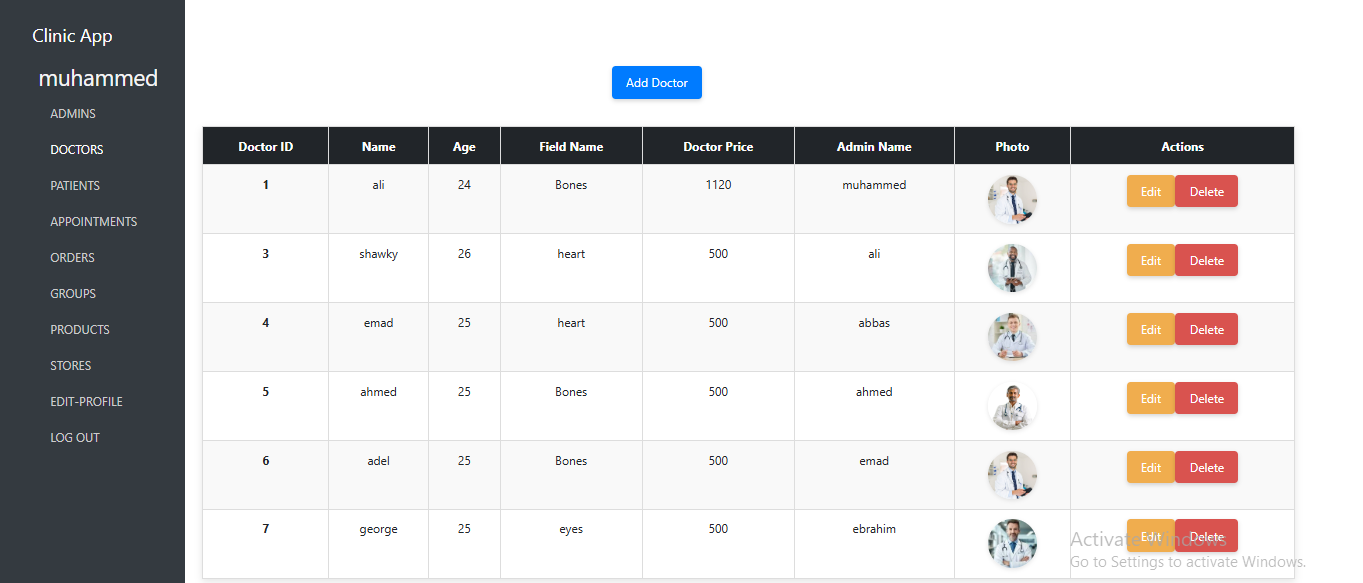 Clinic App
muhammed
ADMINS
DOCTORS
PATIENTS
APPOINTMENTS
ORDERS
GROUPS
PRODUCTS
STORES
EDIT-PROFILE
LOG OUT
Add Doctor
Doctor ID Name Age Field Name Doctor Price Admin Name Photo Actions
1 ali 24 Bones 1120 muhammed Edit Delete
3 shawky 26 heart 500 ali Edit Delete
4 emad 25 heart 500 abbas Edit Delete
5 ahmed 25 Bones 500 ahmed Edit Delete
6 adel 25 Bones 500 emad Edit Delete
7 george 25 eyes 500 ebrahim Edit Delete
Activate Windows
Go to Settings to activate Windows.